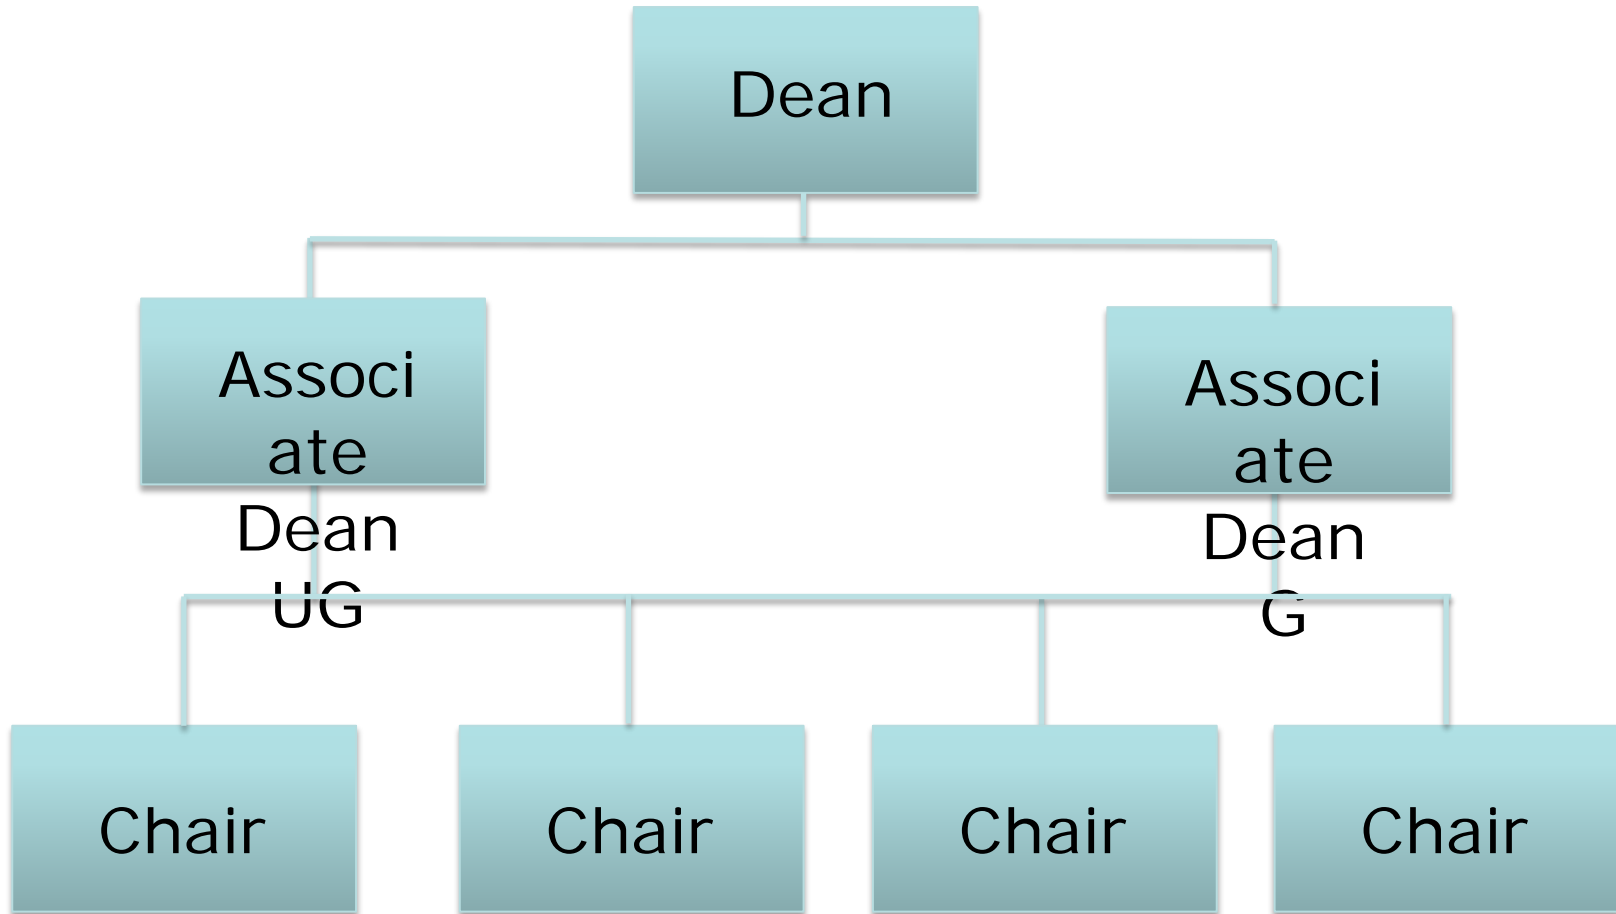 Dean
Associ
ate
Dean
UG
Associ
ate
Dean
G
Chair
Chair
Chair
Chair